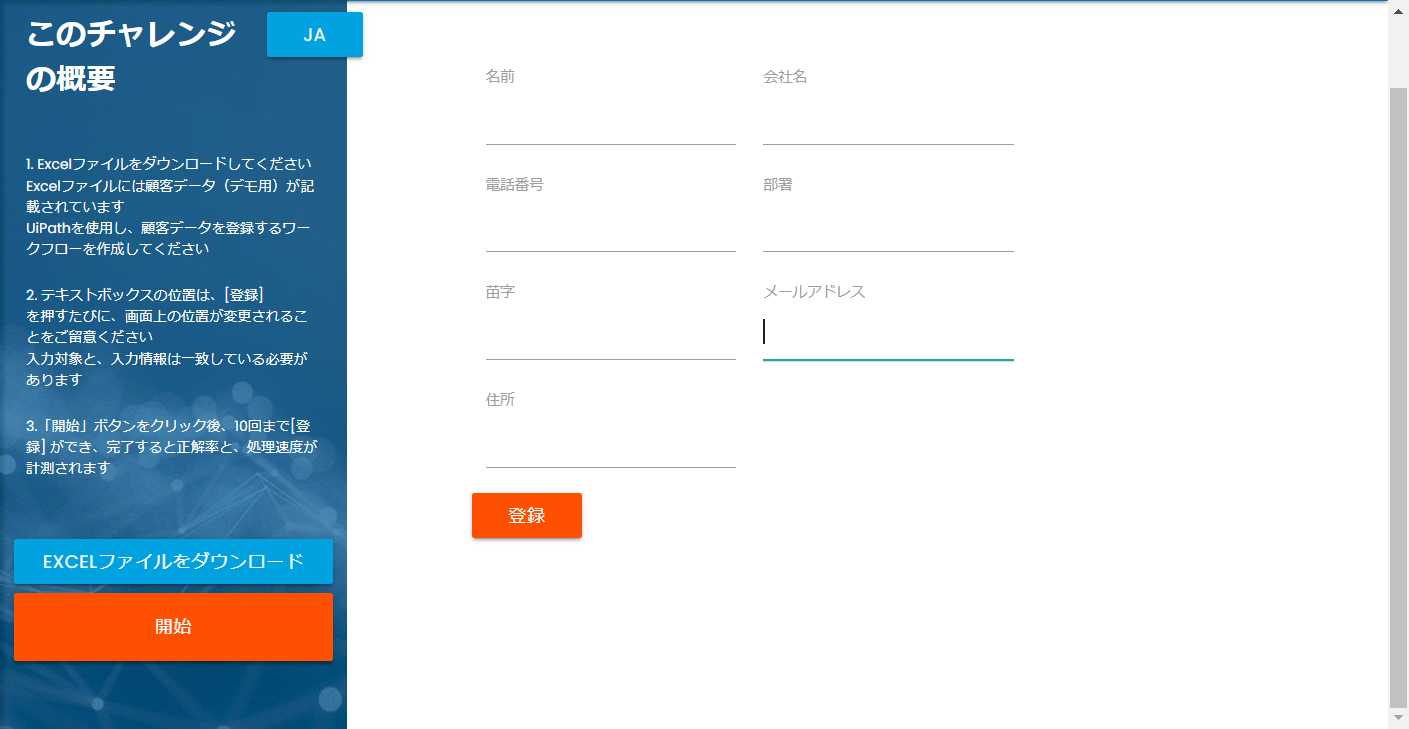 このチャレンジ
の概要
JA
1. Excelファイルをダウンロードしてください
Excelファイルには顧客データ（デモ用）が記
載されています
UiPathを使用し、顧客データを登録するワー
クフローを作成してください
2. テキストボックスの位置は、[登録]
を押すたびに、画面上の位置が変更されるこ
とをご留意ください
入力対象と、入力情報は一致している必要が
あります
3.「開始」ボタンをクリック後、10回まで[登
録] ができ、完了すると正解率と、処理速度が
計測されます
EXCELファイルをダウンロード
開始
名前
会社名
電話番号
部署
苗字
メールアドレス
住所
登録